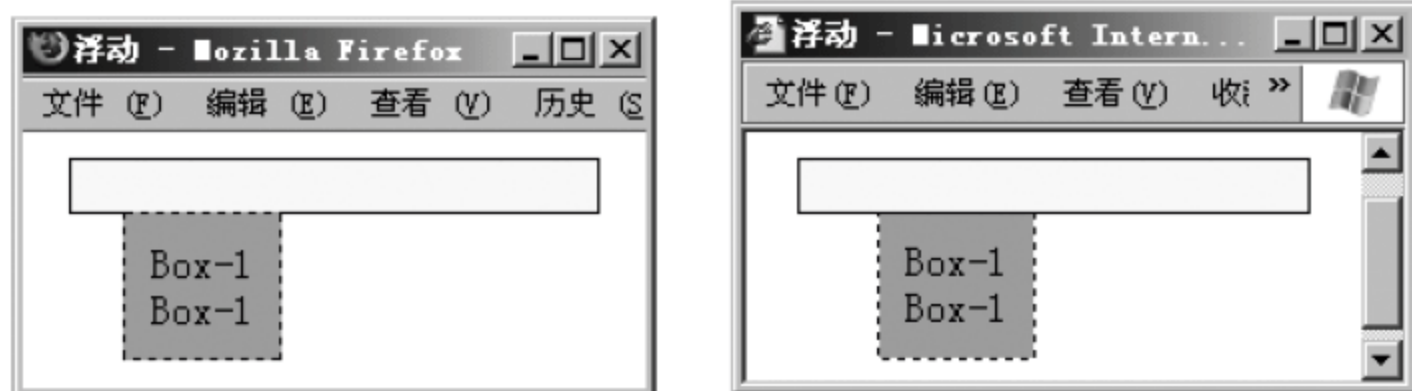 浮动 - Mozilla Firefox
文件 (F) 编辑 (E) 查看 (V) 历史 (S
Box-1
Box-1
浮动 - Microsoft Intern...
文件(F) 编辑(E) 查看(V) »
Box-1
Box-1